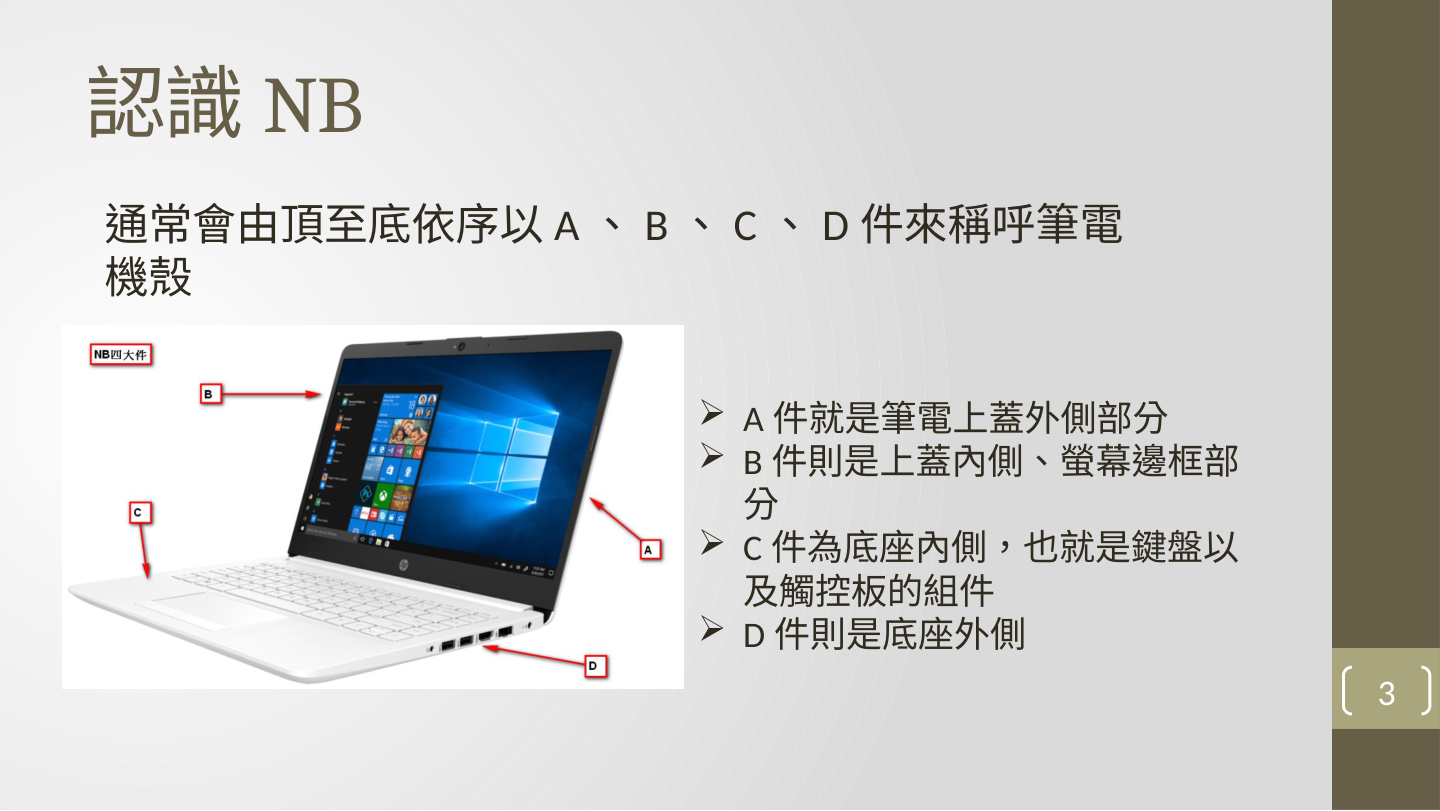 認識 NB
通常會由頂至底依序以 A 、 B 、 C 、 D 件來稱呼筆電
機殼
NB四大件
B
C
A
D
➢ A 件就是筆電上蓋外側部分
➢ B 件則是上蓋內側、螢幕邊框部
分
➢ C 件為底座內側，也就是鍵盤以
及觸控板的組件
➢ D 件則是底座外側
3